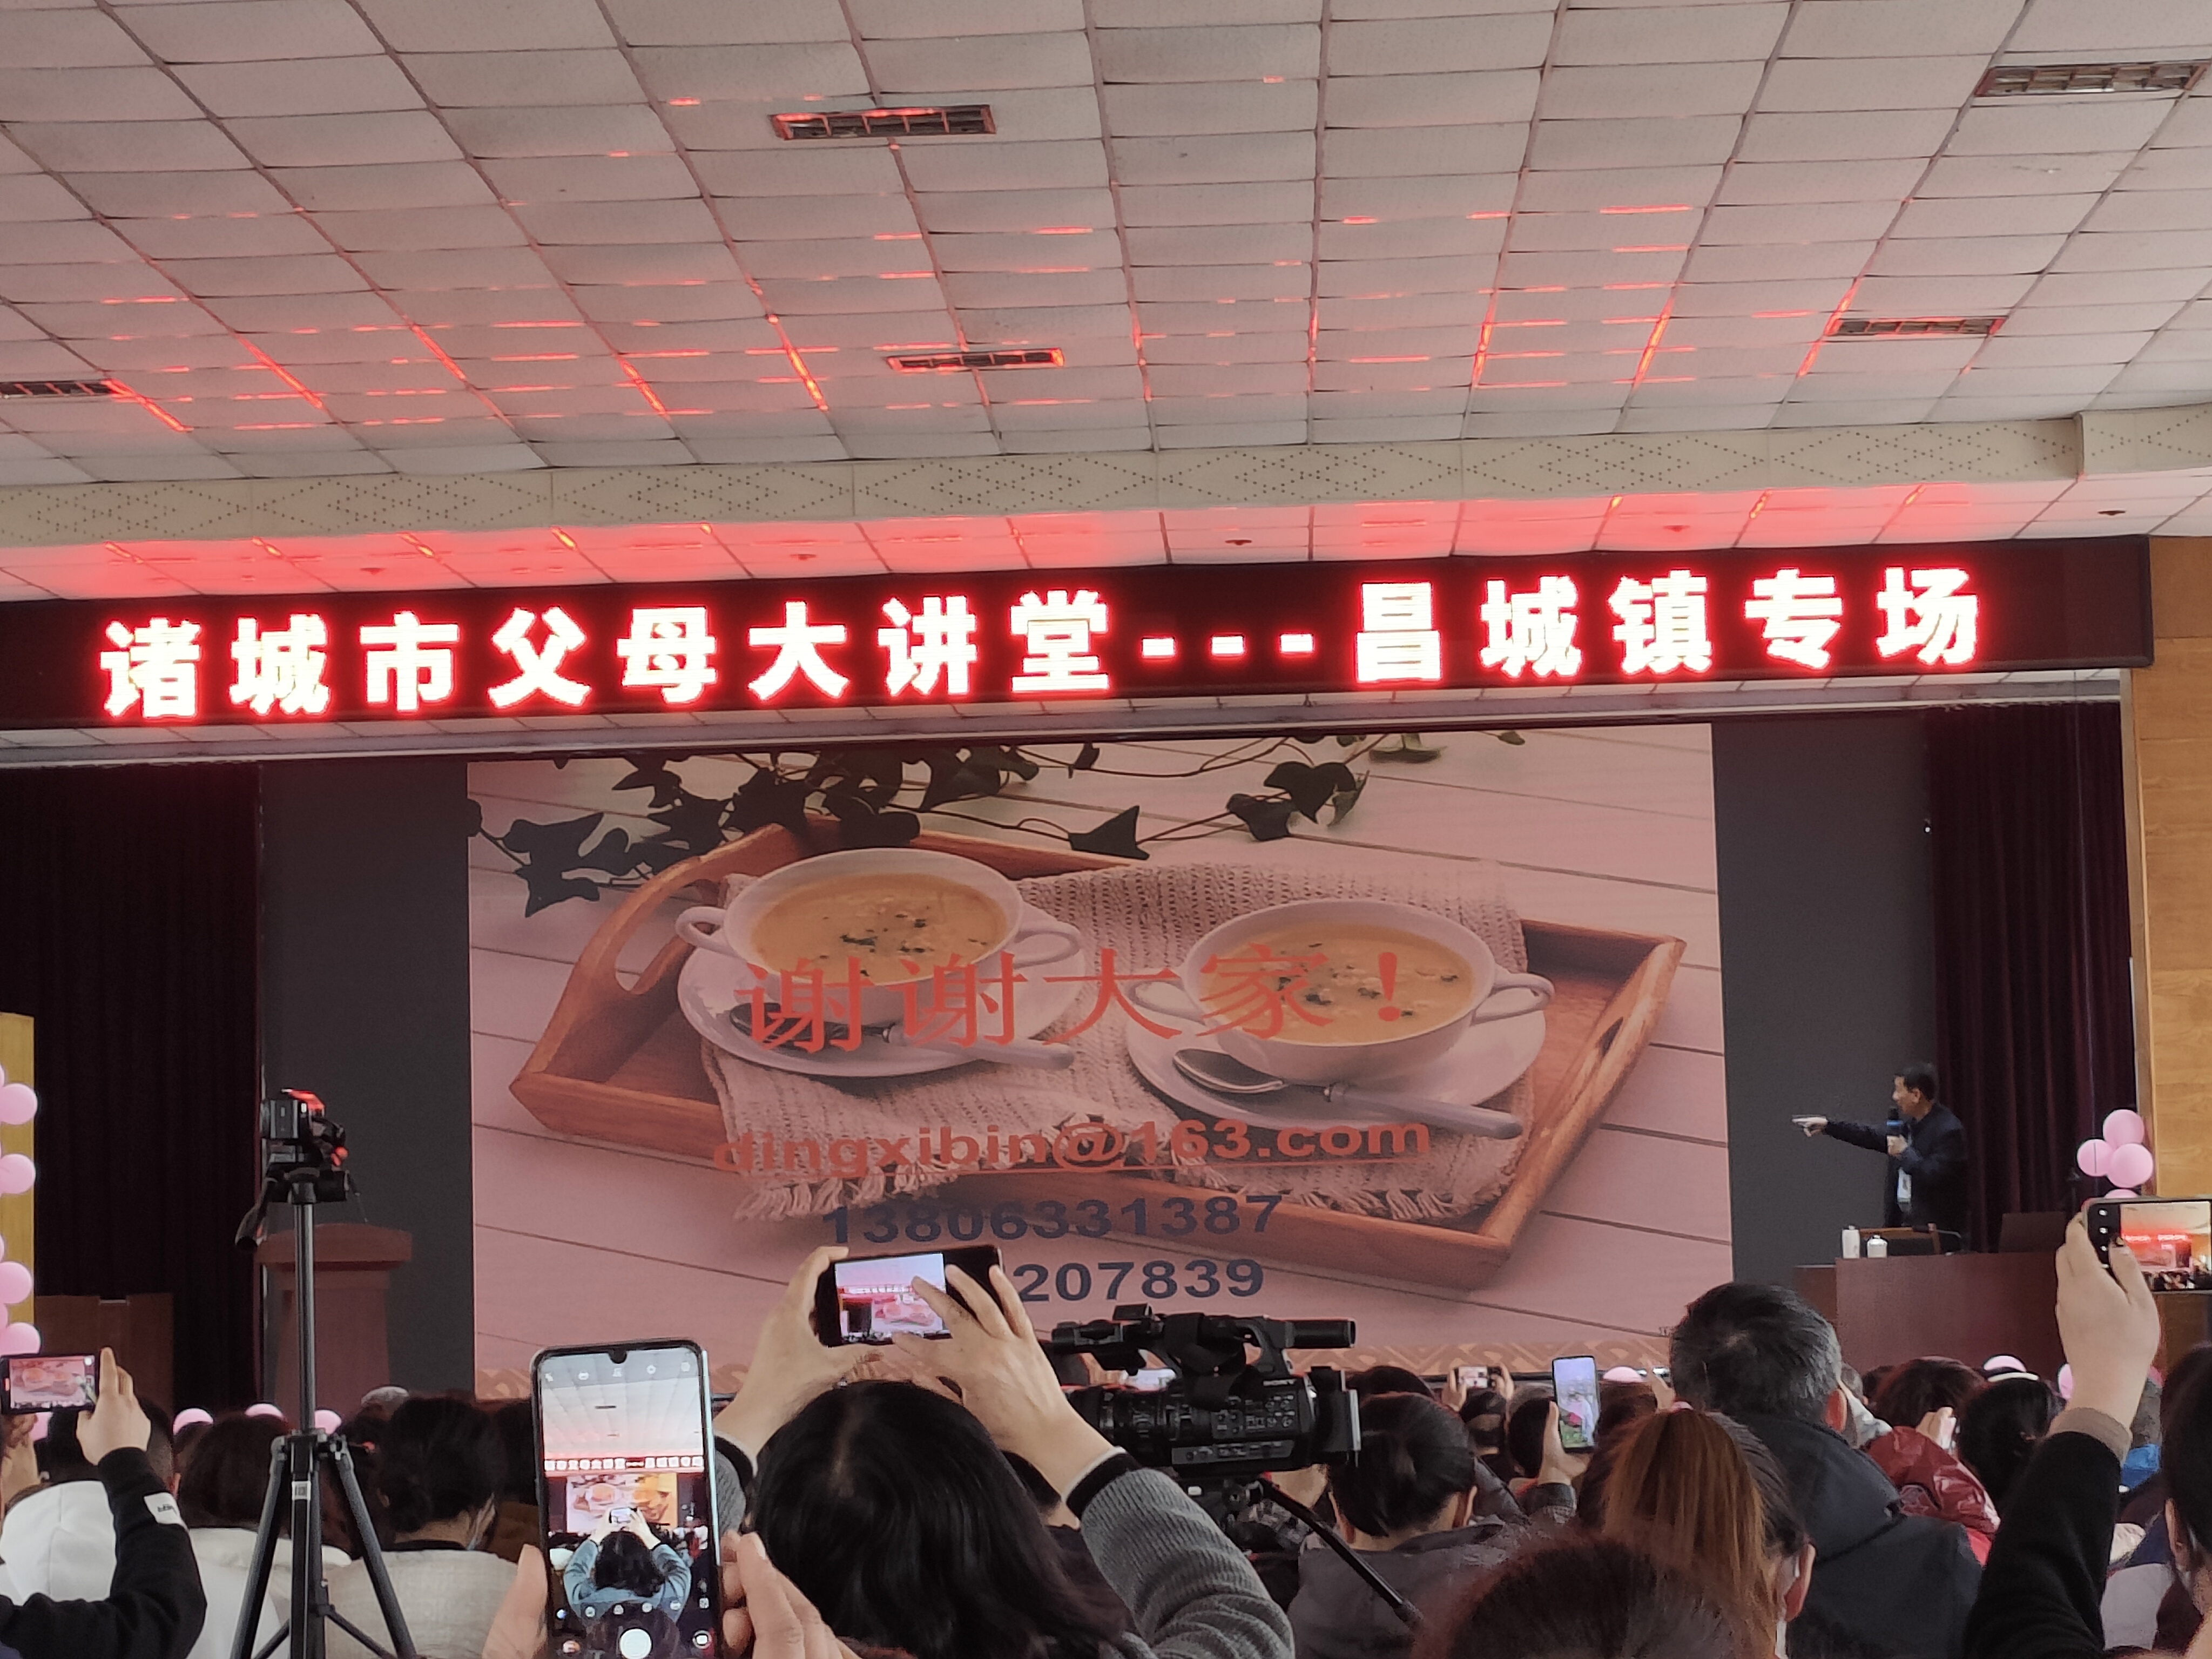 诸城市父母大讲堂---昌城镇专场
谢谢大家！
dingxibin@163.com
13806331387
207839
SONY